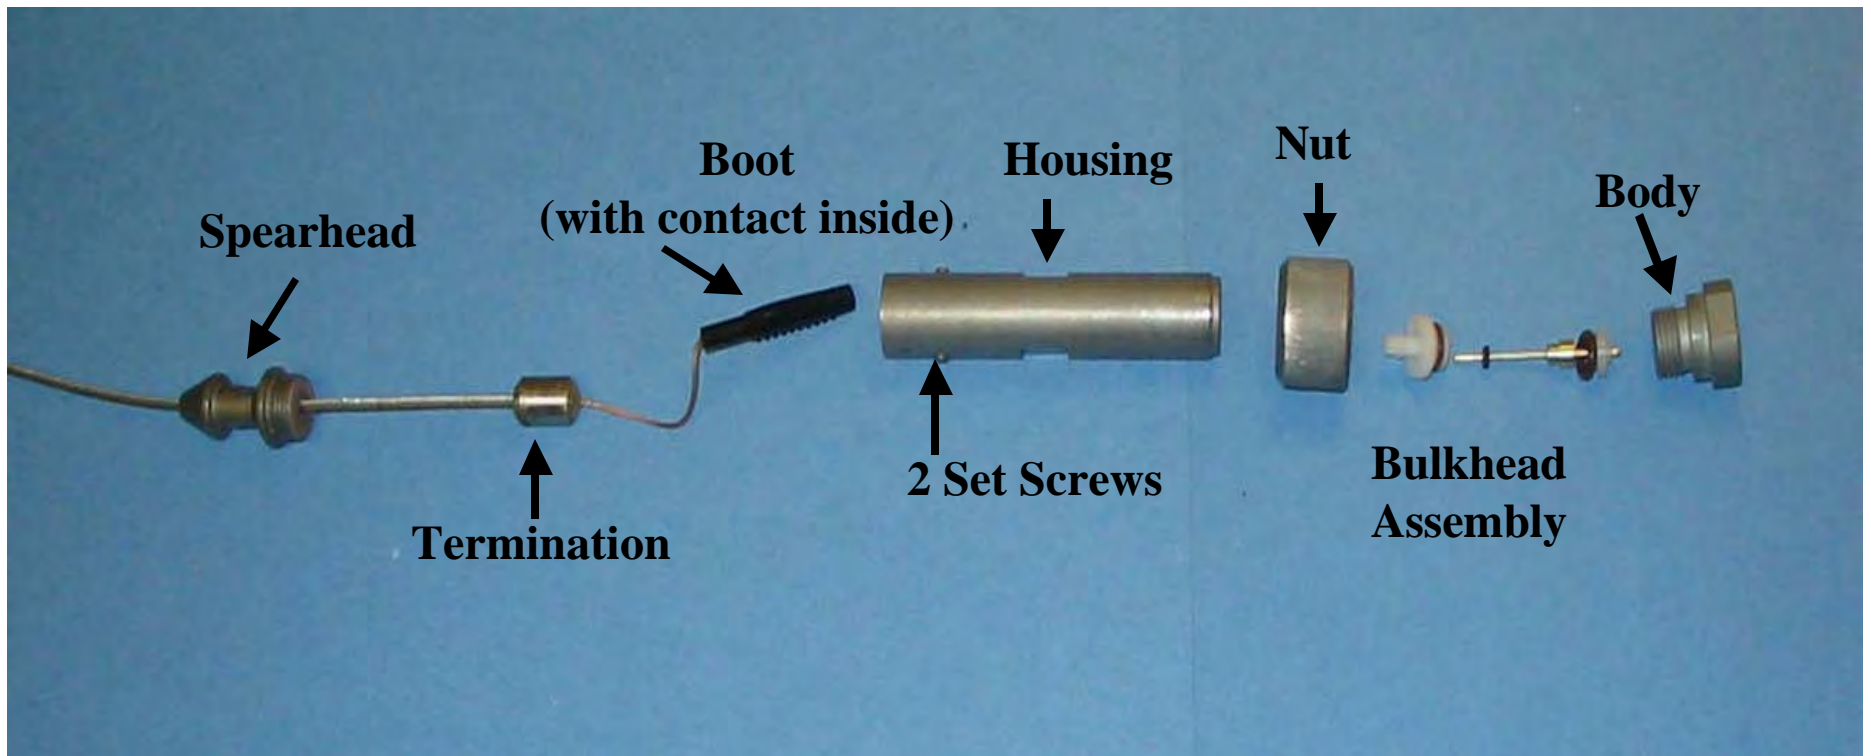 Nut
Boot
Housing
Body
Spearhead
(with contact inside)
2 Set Screws
Bulkhead
Assembly
Termination